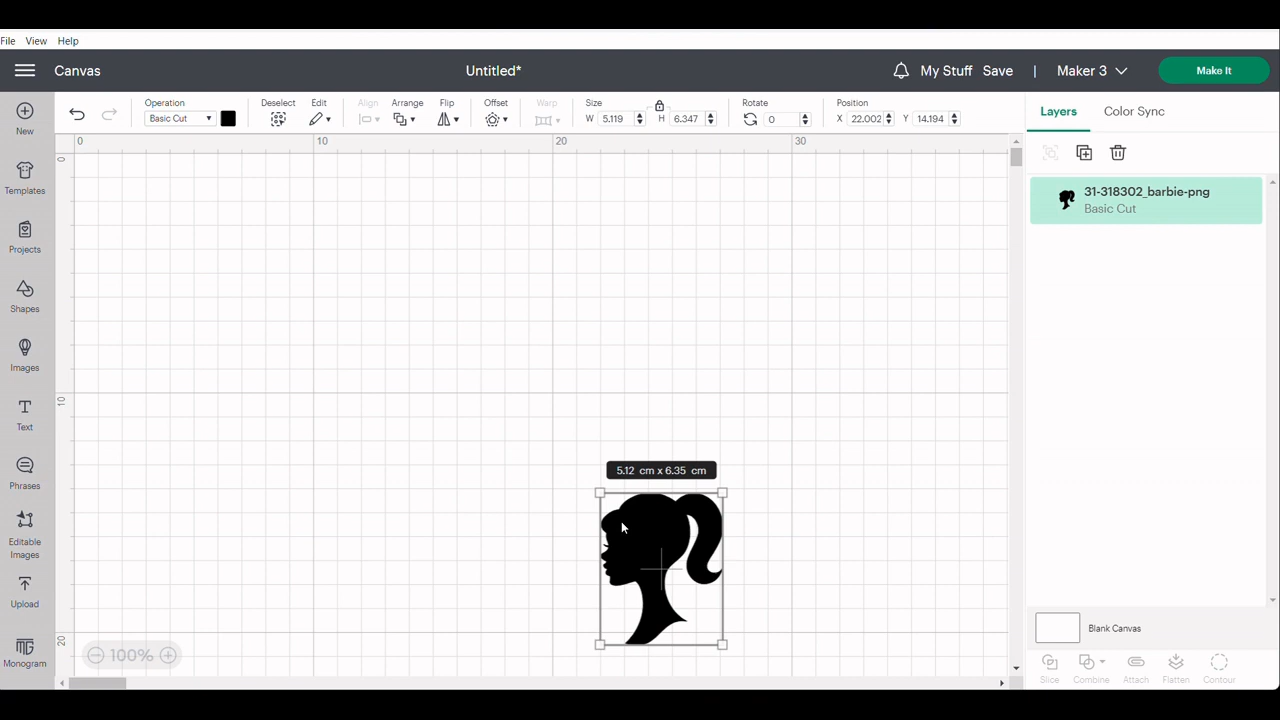 File View Help
Canvas Untitled* My Stuff Save | Maker 3 Make It
Operation Deselect Edit Align Arrange Flip Offset Warp Size Rotate Position
Basic Cut W 5.119 H 6.347 0 X 22.002 Y 14.194
Layers Color Sync
New
Templates
Projects
Shapes
Images
Text
Phrases
Editable
Images
Upload
Monogram
0 10 20 30
0
10
20
31-318302_barbie-png
Basic Cut
5.12 cm x 6.35 cm
100%
Blank Canvas
Slice Combine Attach Flatten Contour